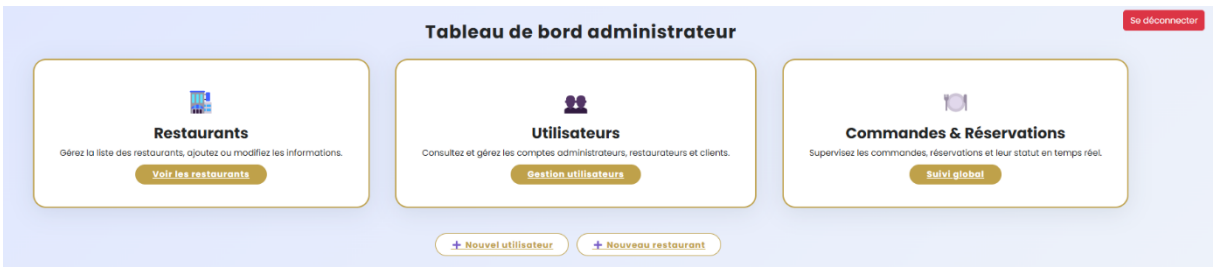 Se déconnecter
Tableau de bord administrateur
Restaurants
Gérez la liste des restaurants, ajoutez ou modifiez les informations.
Voir les restaurants
Utilisateurs
Consultez et gérez les comptes administrateurs, restaurateurs et clients.
Gestion utilisateurs
Commandes & Réservations
Supervisez les commandes, réservations et leur statut en temps réel.
Suivi global
+ Nouvel utilisateur
+ Nouveau restaurant